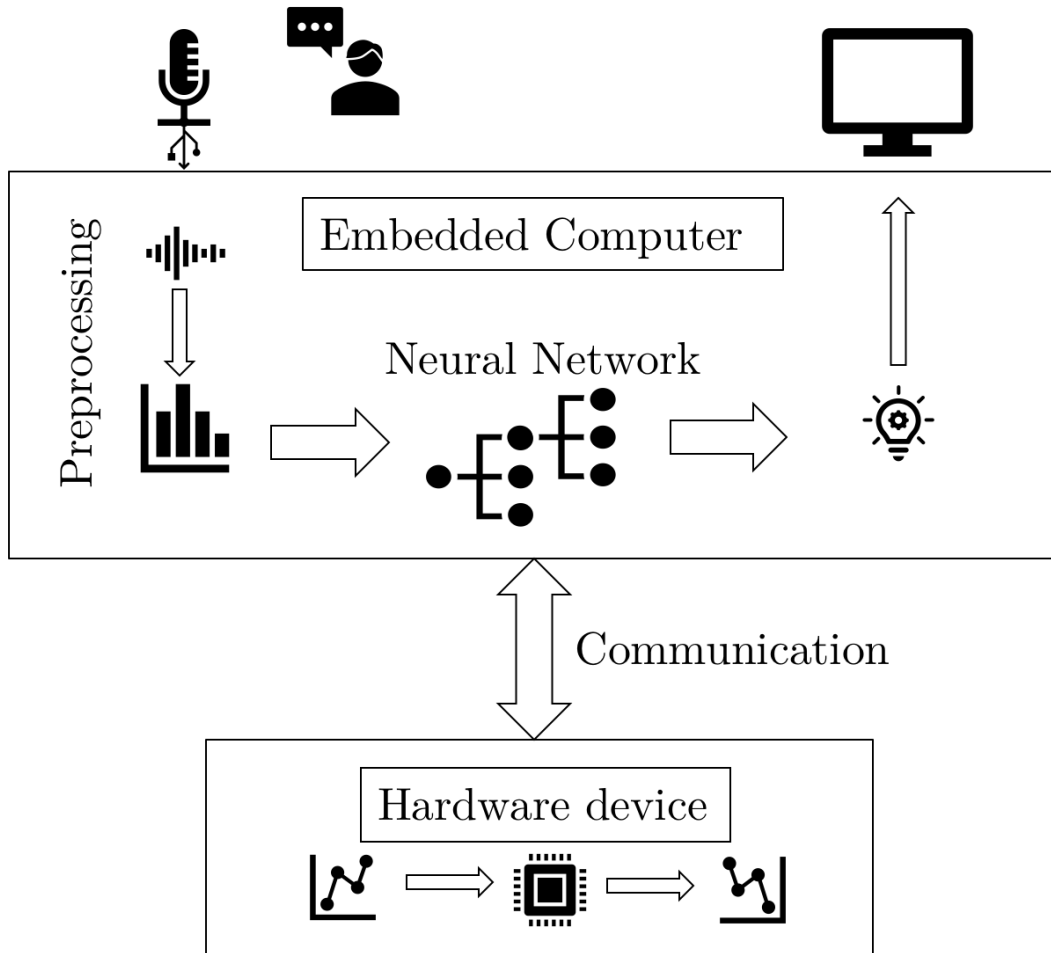 Embedded Computer
Preprocessing
Neural Network
Communication
Hardware device